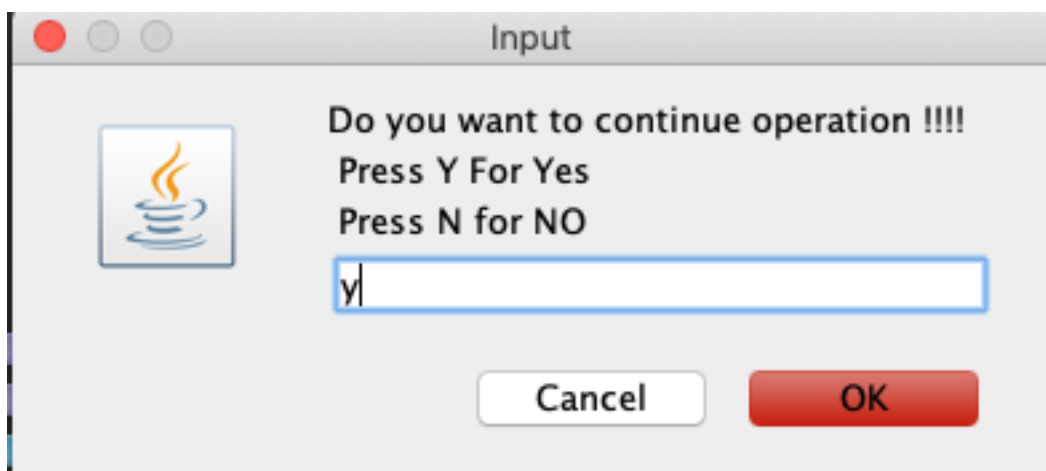 Input
Do you want to continue operation !!!!
Press Y For Yes
Press N for NO
y
Cancel OK